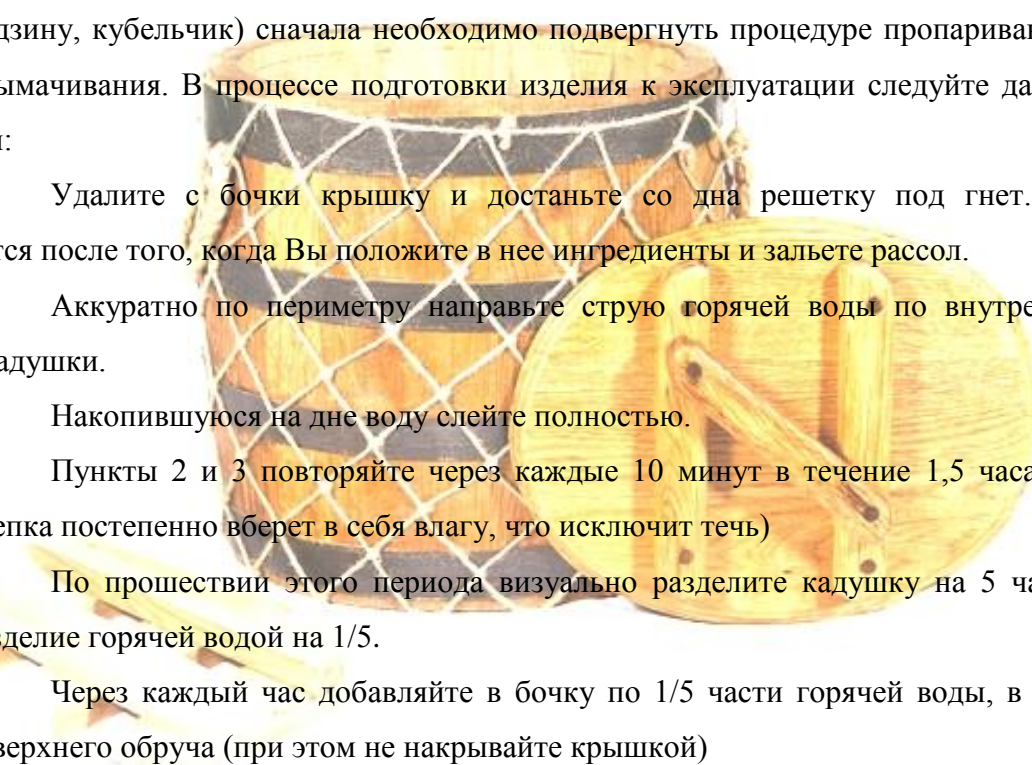 дзину, кубельчик) сначала необходимо подвергнуть процедуре пропариван
ымачивания. В процессе подготовки изделия к эксплуатации следуйте да
и:
Удалите с бочки крышку и достаньте со дна решетку под гнет.
тся после того, когда Вы положите в нее ингредиенты и зальете рассол.
Аккуратно по периметру направьте струю горячей воды по внутре
адушки.
Накопившуюся на дне воду слейте полностью.
Пункты 2 и 3 повторяйте через каждые 10 минут в течение 1,5 часа
епка постепенно вберет в себя влагу, что исключит течь)
По прошествии этого периода визуально разделите кадушку на 5 ча
зделие горячей водой на 1/5.
Через каждый час добавляйте в бочку по 1/5 части горячей воды, в
верхнего обруча (при этом не накрывайте крышкой)